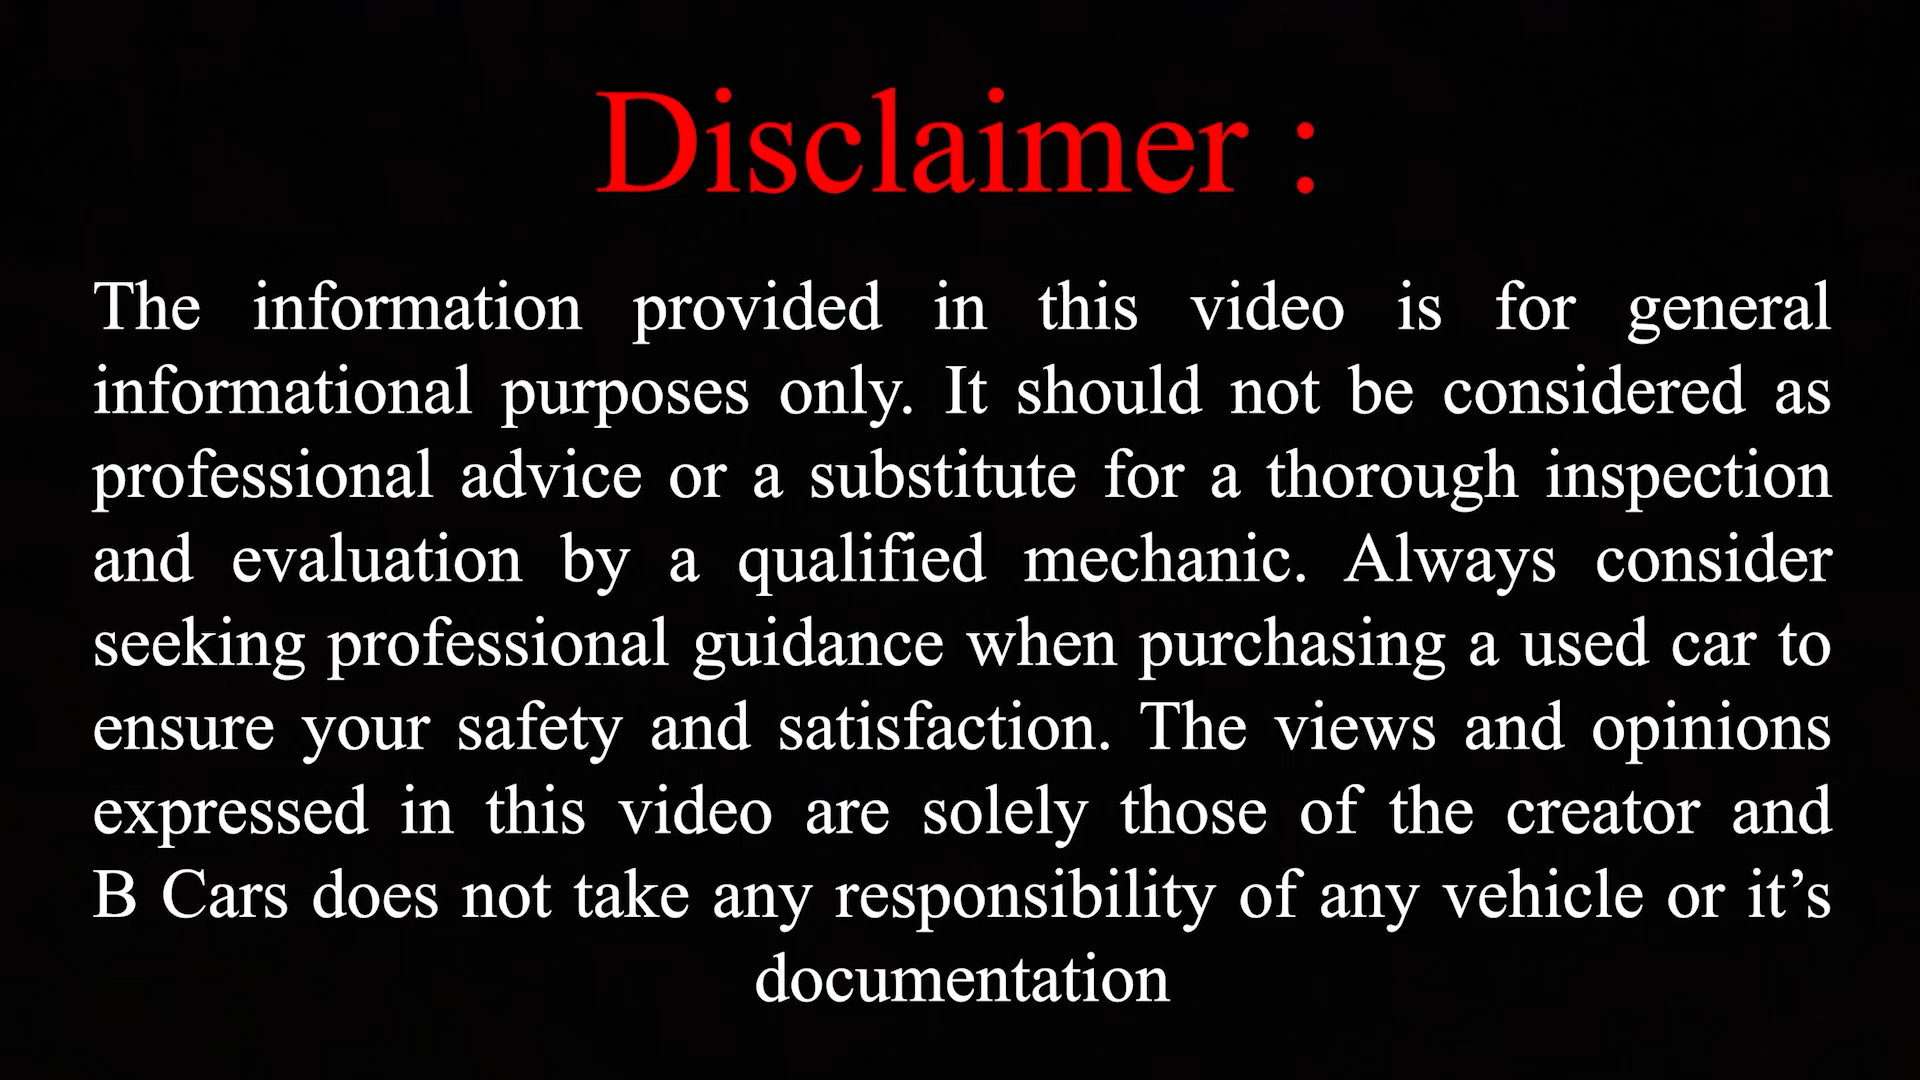 Disclaimer :
The information provided in this video is for general
informational purposes only. It should not be considered as
professional advice or a substitute for a thorough inspection
and evaluation by a qualified mechanic. Always consider
seeking professional guidance when purchasing a used car to
ensure your safety and satisfaction. The views and opinions
expressed in this video are solely those of the creator and
B Cars does not take any responsibility of any vehicle or it’s
documentation